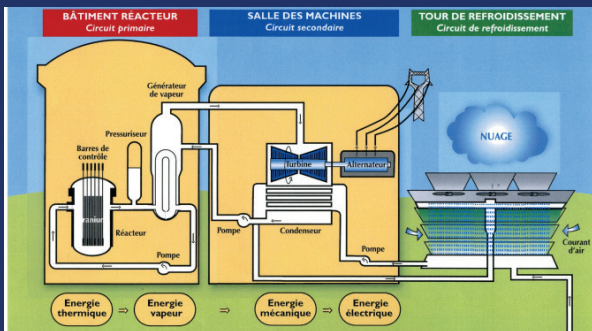 BÂTIMENT RÉACTEUR
Circuit primaire
SALLE DES MACHINES
Circuit secondaire
TOUR DE REFROIDISSEMENT
Circuit de refroidissement
Générateur
de vapeur
Pressuriseur
Barres de
contrôle
raniur
Réacteur
Pompe
Turbine
Alternateur
Pompe
Condenseur
Pompe
NUAGE
Courant
d'air
Energie
thermique
Energie
vapeur
Energie
mécanique
Energie
électrique